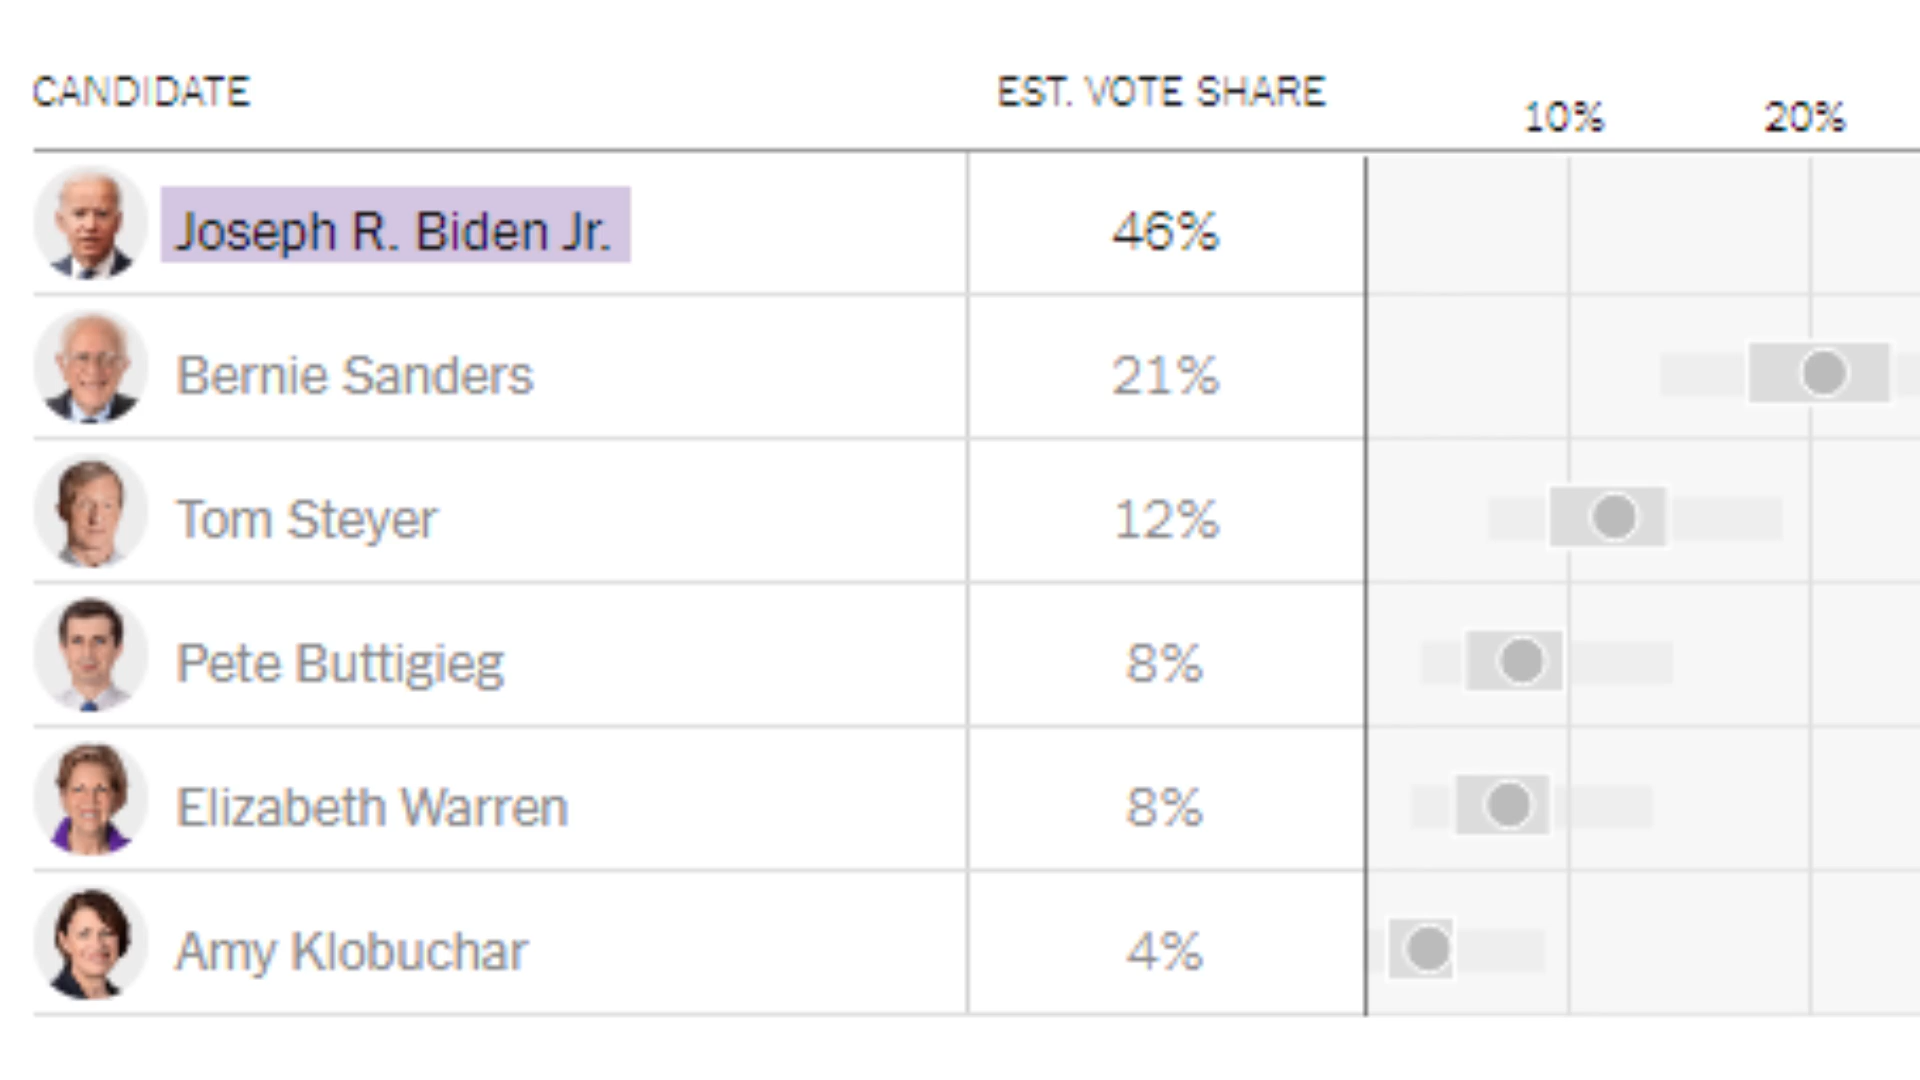 CANDIDATE EST. VOTE SHARE 10% 20%
Joseph R. Biden Jr. 46%
Bernie Sanders 21%
Tom Steyer 12%
Pete Buttigieg 8%
Elizabeth Warren 8%
Amy Klobuchar 4%